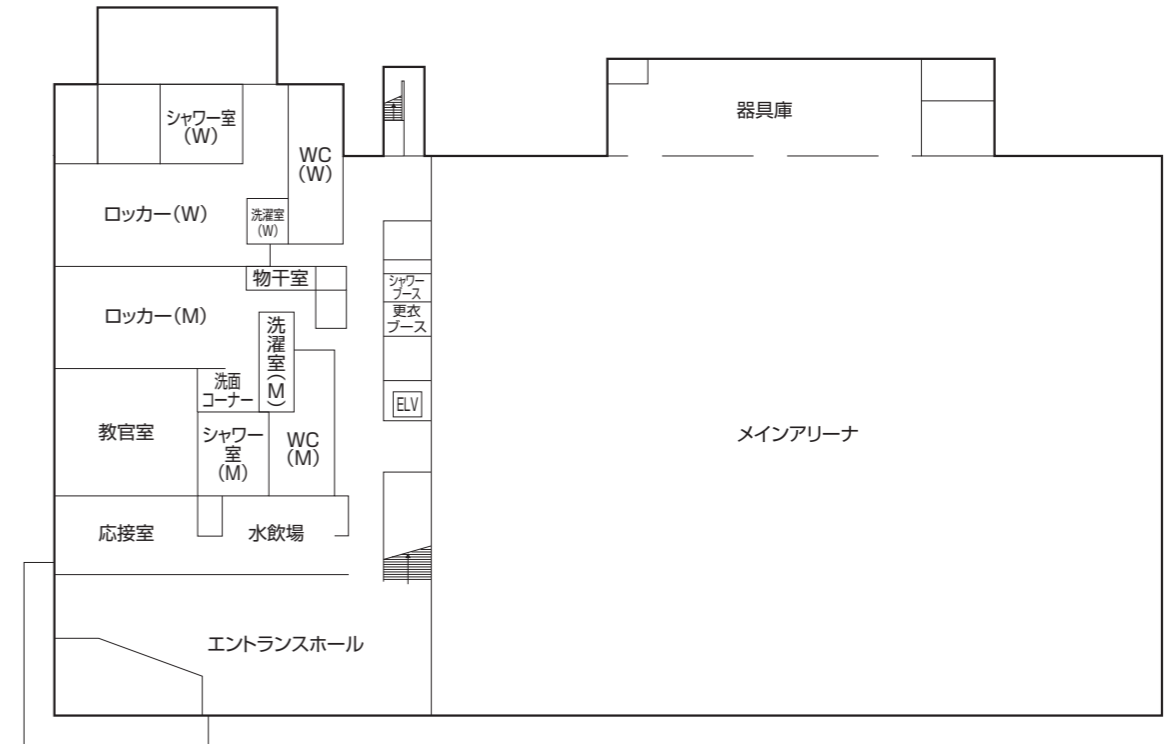 器具庫
シャワー室
(W)
WC
(W)
ロッカー(W)
洗濯室
(W)
物干室
シャワー
ブース
更衣
ブース
ロッカー(M)
洗濯室(M)
洗面
コーナー
ELV
教官室
シャワー
室
(M)
WC
(M)
メインアリーナ
応接室
水飲場
エントランスホール